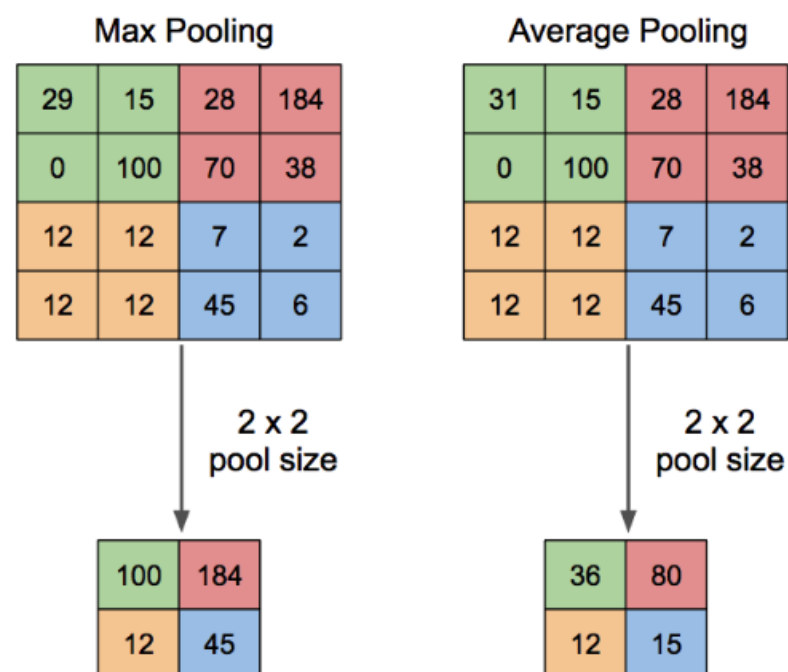 Max Pooling
29 15 28 184
0 100 70 38
12 12 7 2
12 12 45 6
2 x 2
pool size
100 184
12 45
Average Pooling
31 15 28 184
0 100 70 38
12 12 7 2
12 12 45 6
2 x 2
pool size
36 80
12 15